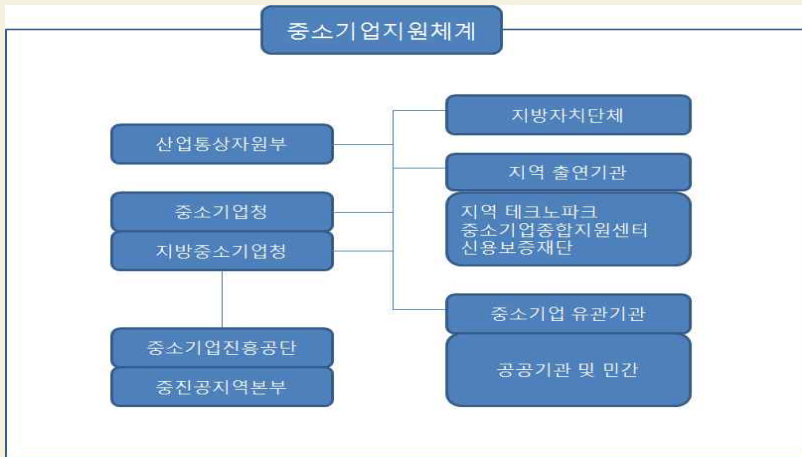 중소기업지원체계
산업통상자원부
중소기업청
지방중소기업청
중소기업진흥공단
중진공지역본부
지방자치단체
지역 출연기관
지역 테크노파크
중소기업종합지원센터
신용보증재단
중소기업 유관기관
공공기관 및 민간